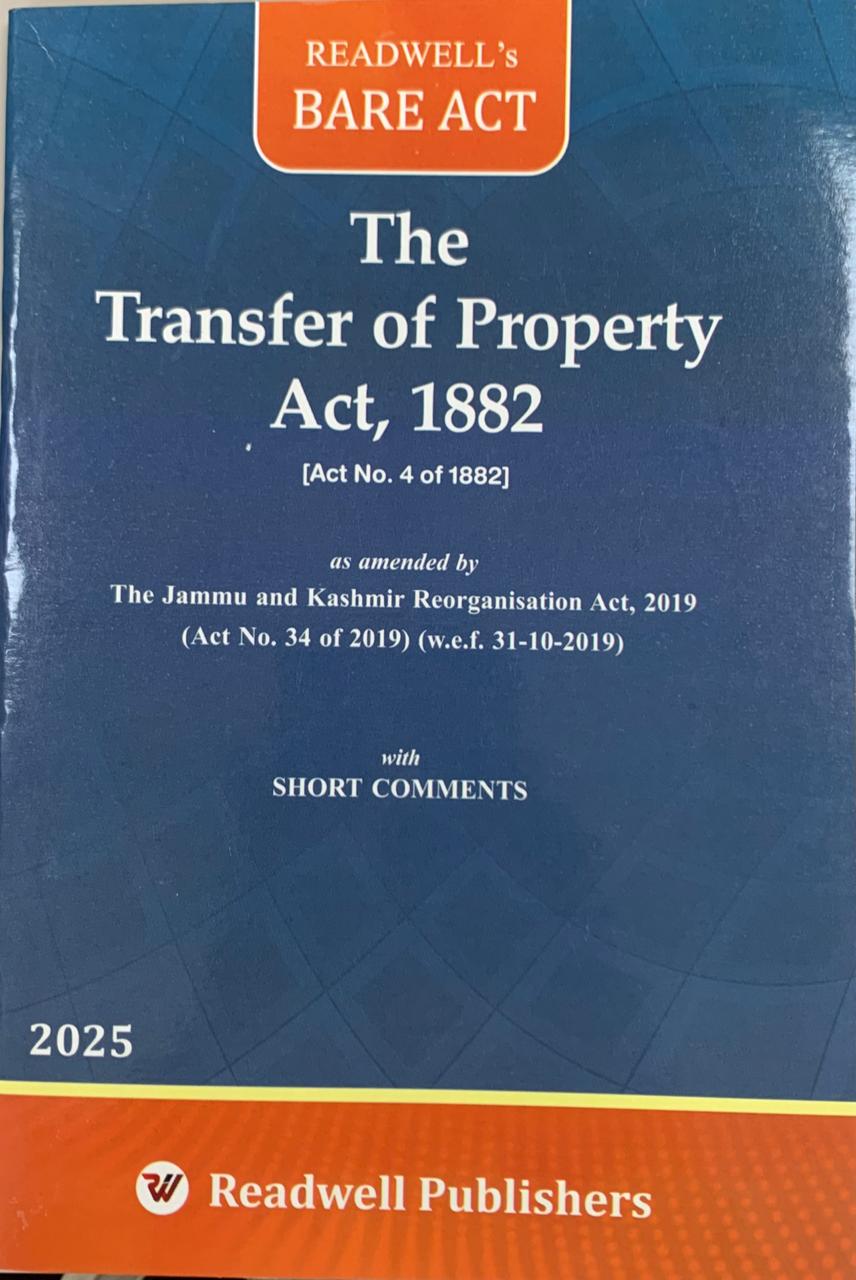 READWELL's
BARE ACT
The
Transfer of Property
Act, 1882
[Act No. 4 of 1882]
as amended by
The Jammu and Kashmir Reorganisation Act, 2019
(Act No. 34 of 2019) (w.e.f. 31-10-2019)
with
SHORT COMMENTS
2025
RW Readwell Publishers